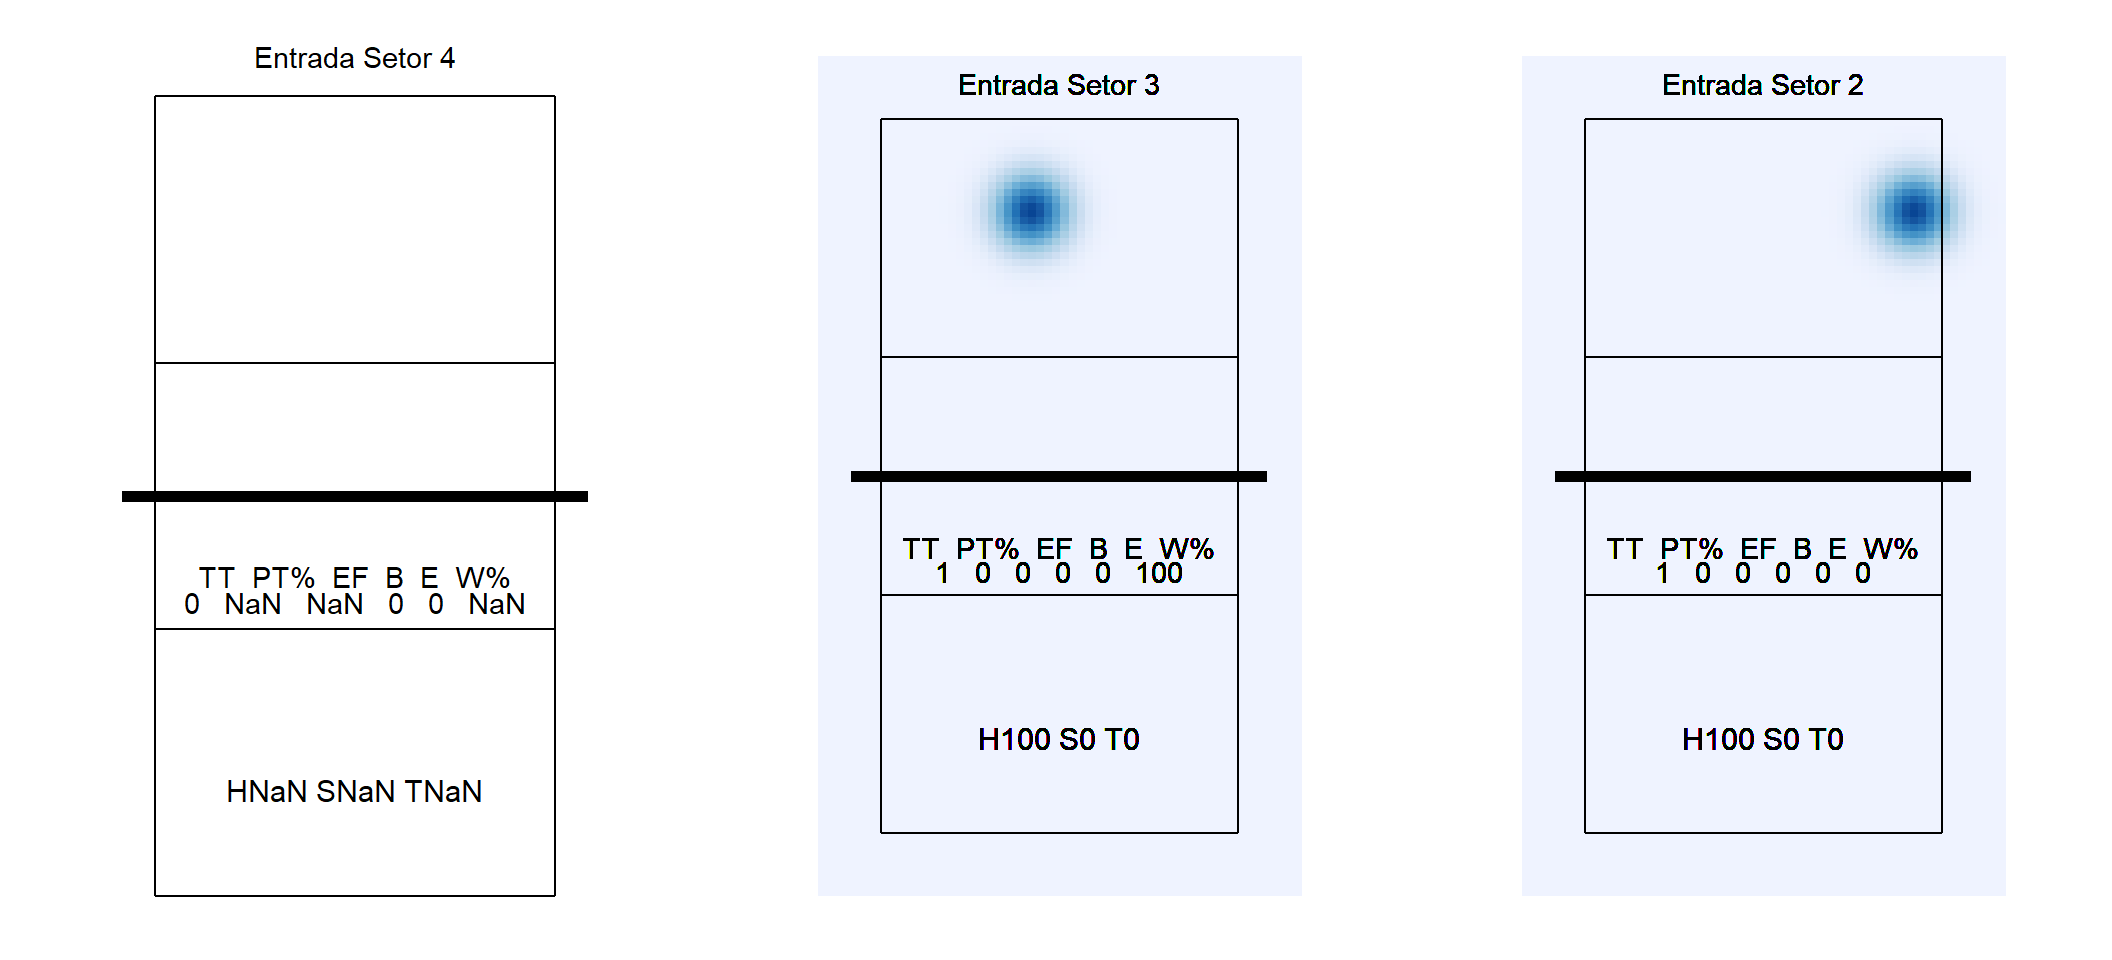 Entrada Setor 4
TT PT% EF B E W%
0 NaN NaN 0 0 NaN
HNaN SNaN TNaN
Entrada Setor 3
TT PT% EF B E W%
1 0 0 0 0 100
H100 S0 T0
Entrada Setor 2
TT PT% EF B E W%
1 0 0 0 0 0
H100 S0 T0